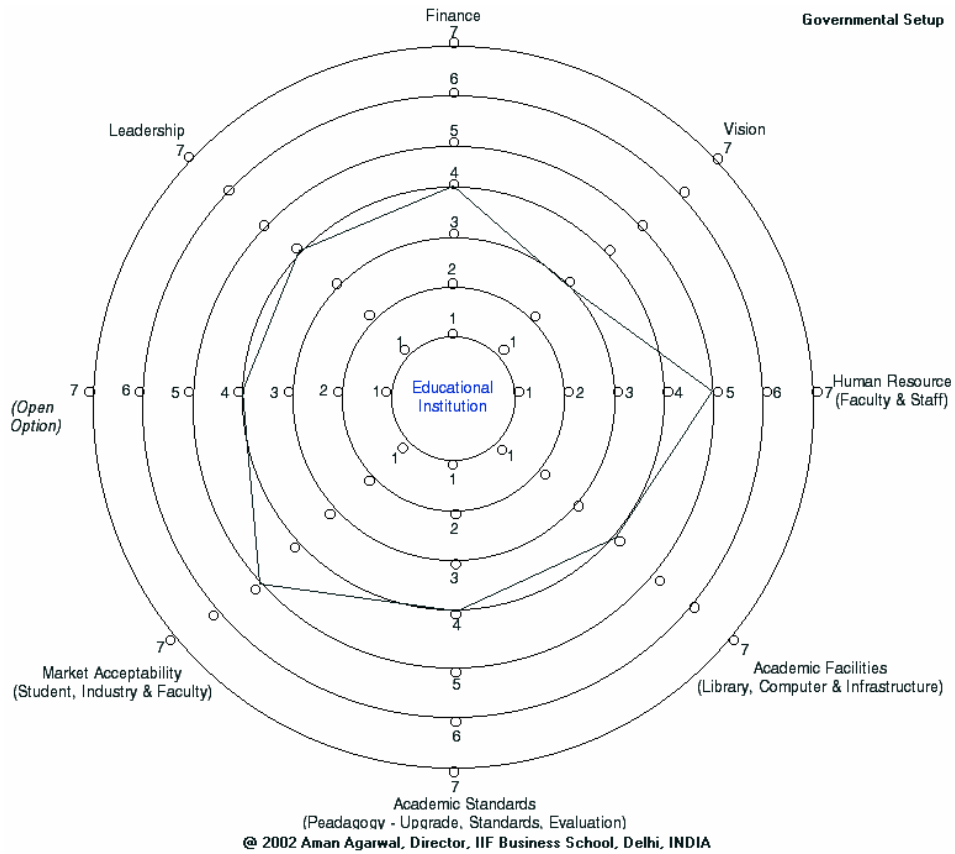 Finance
Governmental Setup
7
6
Leadership
Vision
7
7
5
4
3
2
1
1
1
Educational
Institution
7 6 5 4 3 2 1
1 2 3 4 5 6 7
Human Resource
(Faculty & Staff)
(Open
Option)
1
1
1
2
3
4
7
7
Market Acceptability
(Student, Industry & Faculty)
Academic Facilities
(Library, Computer & Infrastructure)
5
6
7
Academic Standards
(Peadagogy - Upgrade, Standards, Evaluation)
@ 2002 Aman Agarwal, Director, IIF Business School, Delhi, INDIA